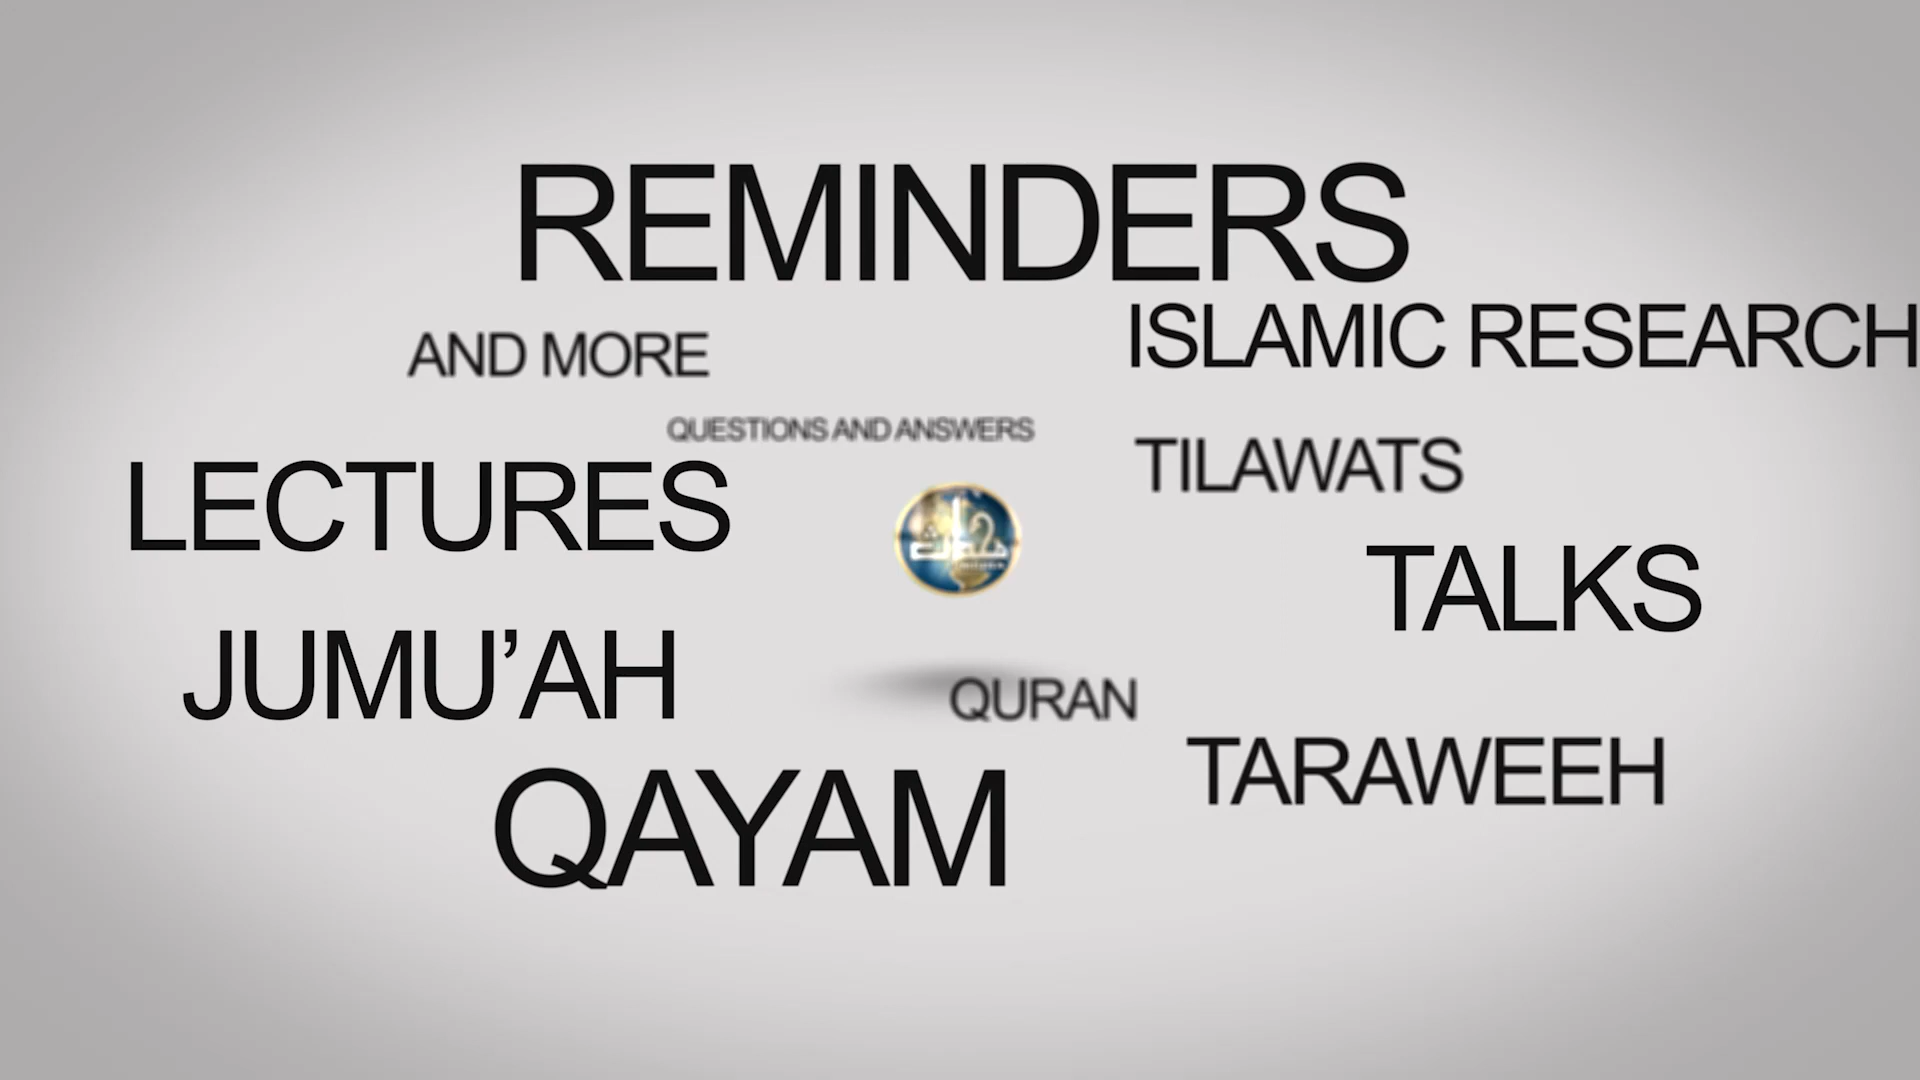 REMINDERS
ISLAMIC RESEARCH
AND MORE
QUESTIONS AND ANSWERS
TILAWATS
LECTURES
TALKS
JUMU’AH
QURAN
TARAWEEH
QAYAM